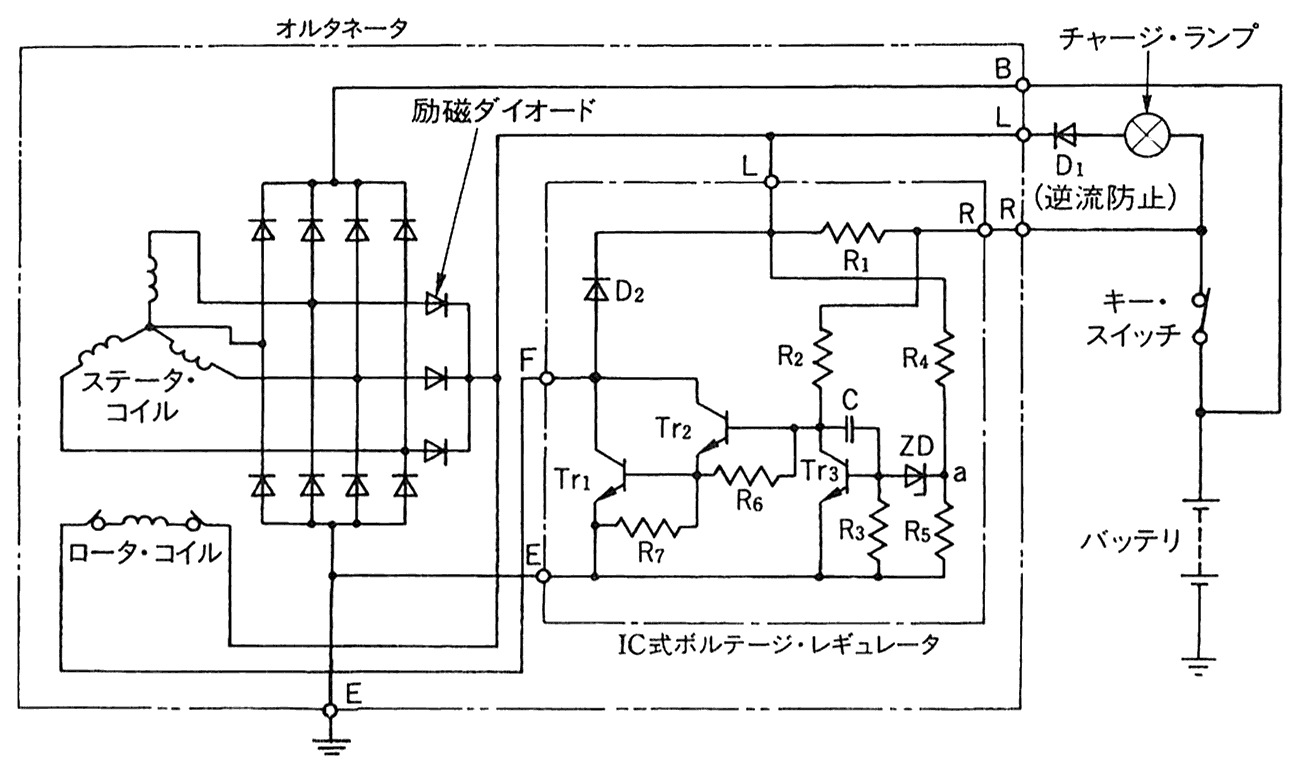 オルタネータ
チャージ・ランプ
B
励磁ダイオード
L
D1
(逆流防止)
L
R
R
R1
D2
キー・
スイッチ
R2
R4
F
ステータ・
コイル
C
Tr2
ZD
Tr3
a
Tr1
R6
R3
R5
バッテリ
ロータ・コイル
R7
E
IC式ボルテージ・レギュレータ
E